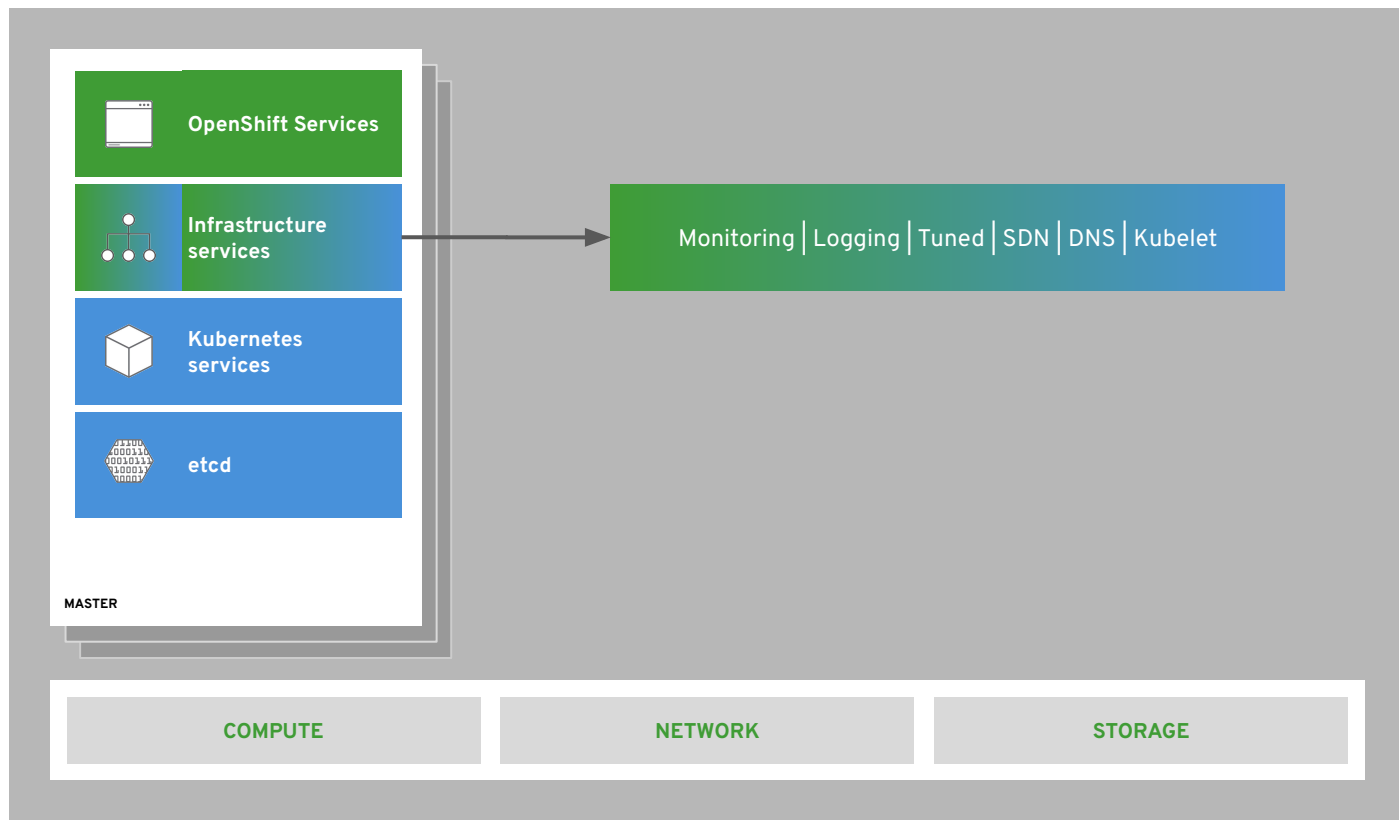 OpenShift Services
Infrastructure
services
Monitoring | Logging | Tuned | SDN | DNS | Kubelet
Kubernetes
services
etcd
MASTER
COMPUTE
NETWORK
STORAGE